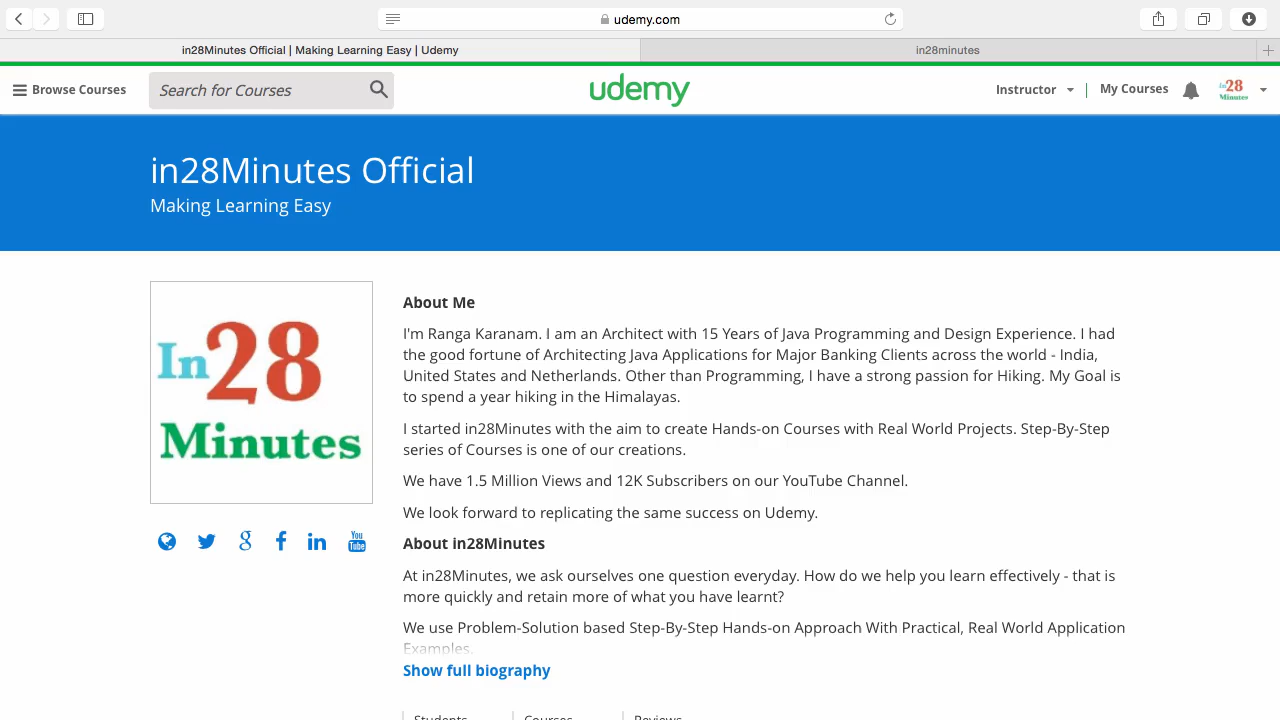 udemy.com
in28Minutes Official | Making Learning Easy | Udemy
in28minutes
Browse Courses
Search for Courses
udemy
Instructor
My Courses
In28
Minutes
in28Minutes Official
Making Learning Easy
In28
Minutes
About Me
I'm Ranga Karanam. I am an Architect with 15 Years of Java Programming and Design Experience. I had
the good fortune of Architecting Java Applications for Major Banking Clients across the world - India,
United States and Netherlands. Other than Programming, I have a strong passion for Hiking. My Goal is
to spend a year hiking in the Himalayas.
I started in28Minutes with the aim to create Hands-on Courses with Real World Projects. Step-By-Step
series of Courses is one of our creations.
We have 1.5 Million Views and 12K Subscribers on our YouTube Channel.
We look forward to replicating the same success on Udemy.
You
Tube
About in28Minutes
At in28Minutes, we ask ourselves one question everyday. How do we help you learn effectively - that is
more quickly and retain more of what you have learnt?
We use Problem-Solution based Step-By-Step Hands-on Approach With Practical, Real World Application
Examples.
Show full biography
Students
Courses
Reviews